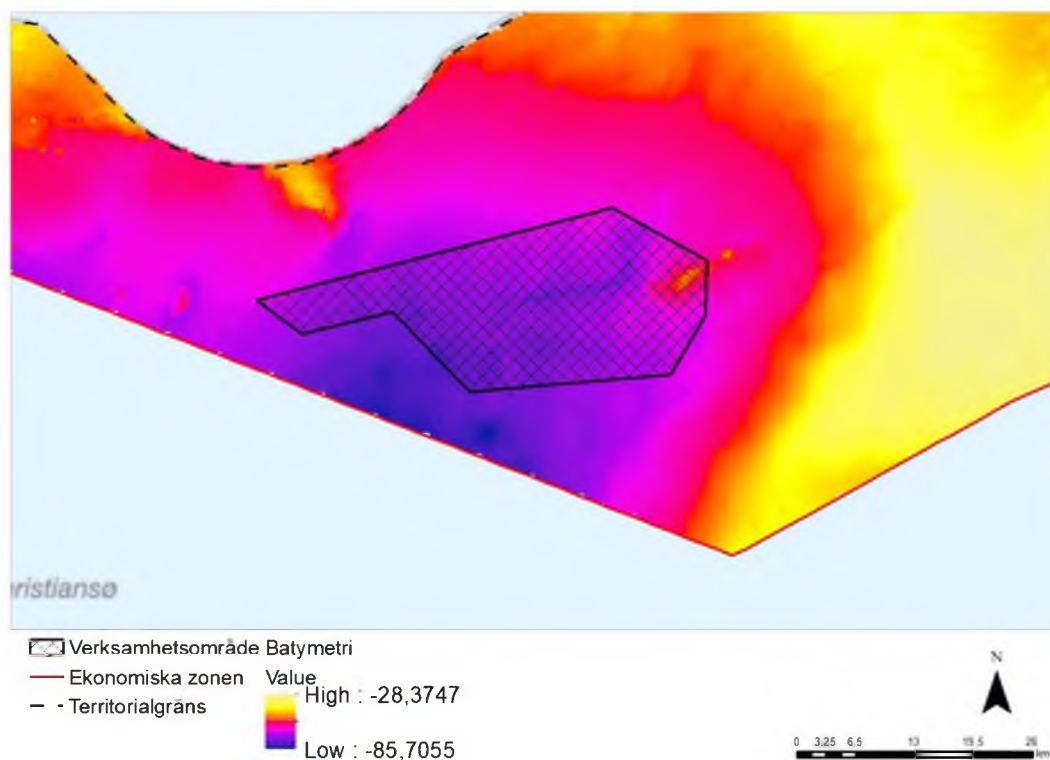 ristiansø
Verksamhetsområde Batymetri
Ekonomiska zonen Value
Territorialgräns
High : -28,3747
Low : -85,7055
N
0 3,25 6,5 13 19,5 26
km